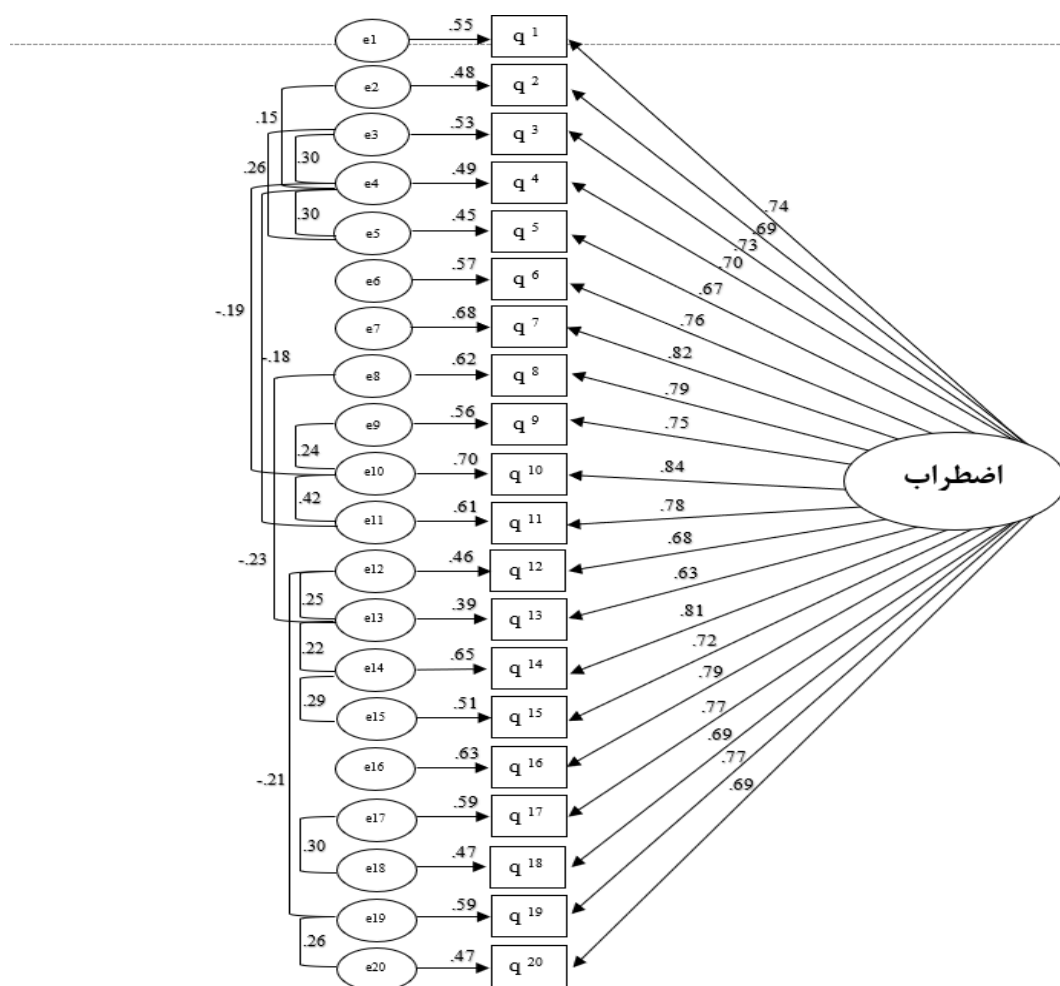 e1 .55 q 1
e2 .48 q 2
.15
e3 .53 q 3
.30
.26
e4 .49 q 4
.30
e5 .45 q 5
e6 .57 q 6
-.19
e7 .68 q 7
-.18
e8 .62 q 8
e9 .56 q 9
.24
e10 .70 q 10
.42
e11 .61 q 11
-.23
e12 .46 q 12
.25
e13 .39 q 13
.22
e14 .65 q 14
.29
e15 .51 q 15
e16 .63 q 16
-.21
e17 .59 q 17
.30
e18 .47 q 18
e19 .59 q 19
.26
e20 .47 q 20
.74
.69
.73
.70
.67
.76
.82
.79
.75
.84
.78
.68
.63
.81
.72
.79
.77
.69
.77
.69
اضطراب